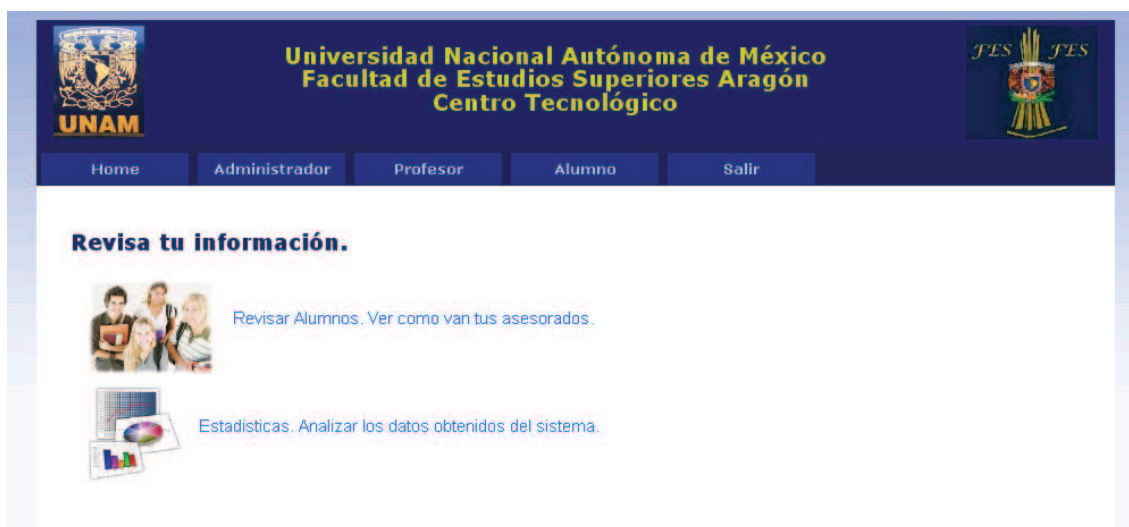 Universidad Nacional Autónoma de México
Facultad de Estudios Superiores Aragón
Centro Tecnológico
UNAM
FES FES
Home Administrador Profesor Alumno Salir
Revisa tu información.
Revisar Alumnos. Ver como van tus asesorados.
Estadisticas. Analizar los datos obtenidos del sistema.